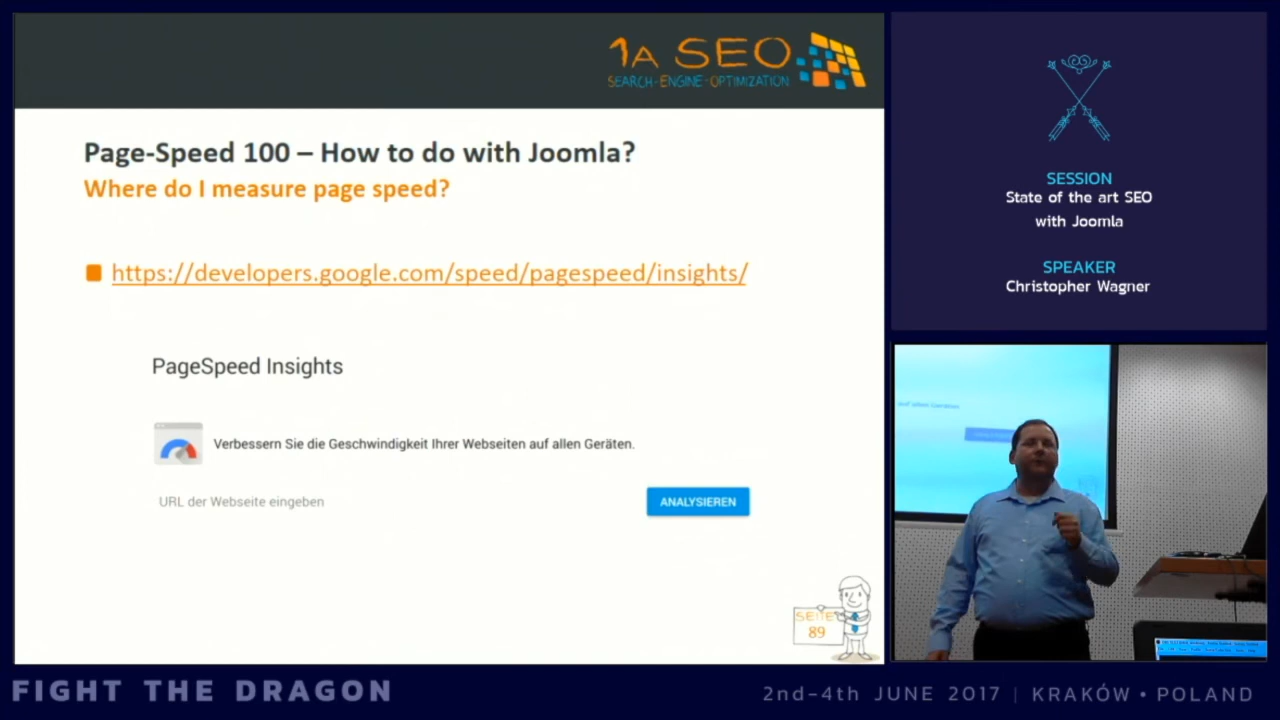 1A SEO
SEARCH-ENGINE-OPTIMIZATION
Page-Speed 100 – How to do with Joomla?
Where do I measure page speed?
https://developers.google.com/speed/pagespeed/insights/
PageSpeed Insights
Verbessern Sie die Geschwindigkeit Ihrer Webseiten auf allen Geräten.
URL der Webseite eingeben
ANALYSIEREN
SEITE
89
SESSION
State of the art SEO
with Joomla
SPEAKER
Christopher Wagner
FIGHT THE DRAGON
2nd-4th JUNE 2017 | KRAKÓW • POLAND